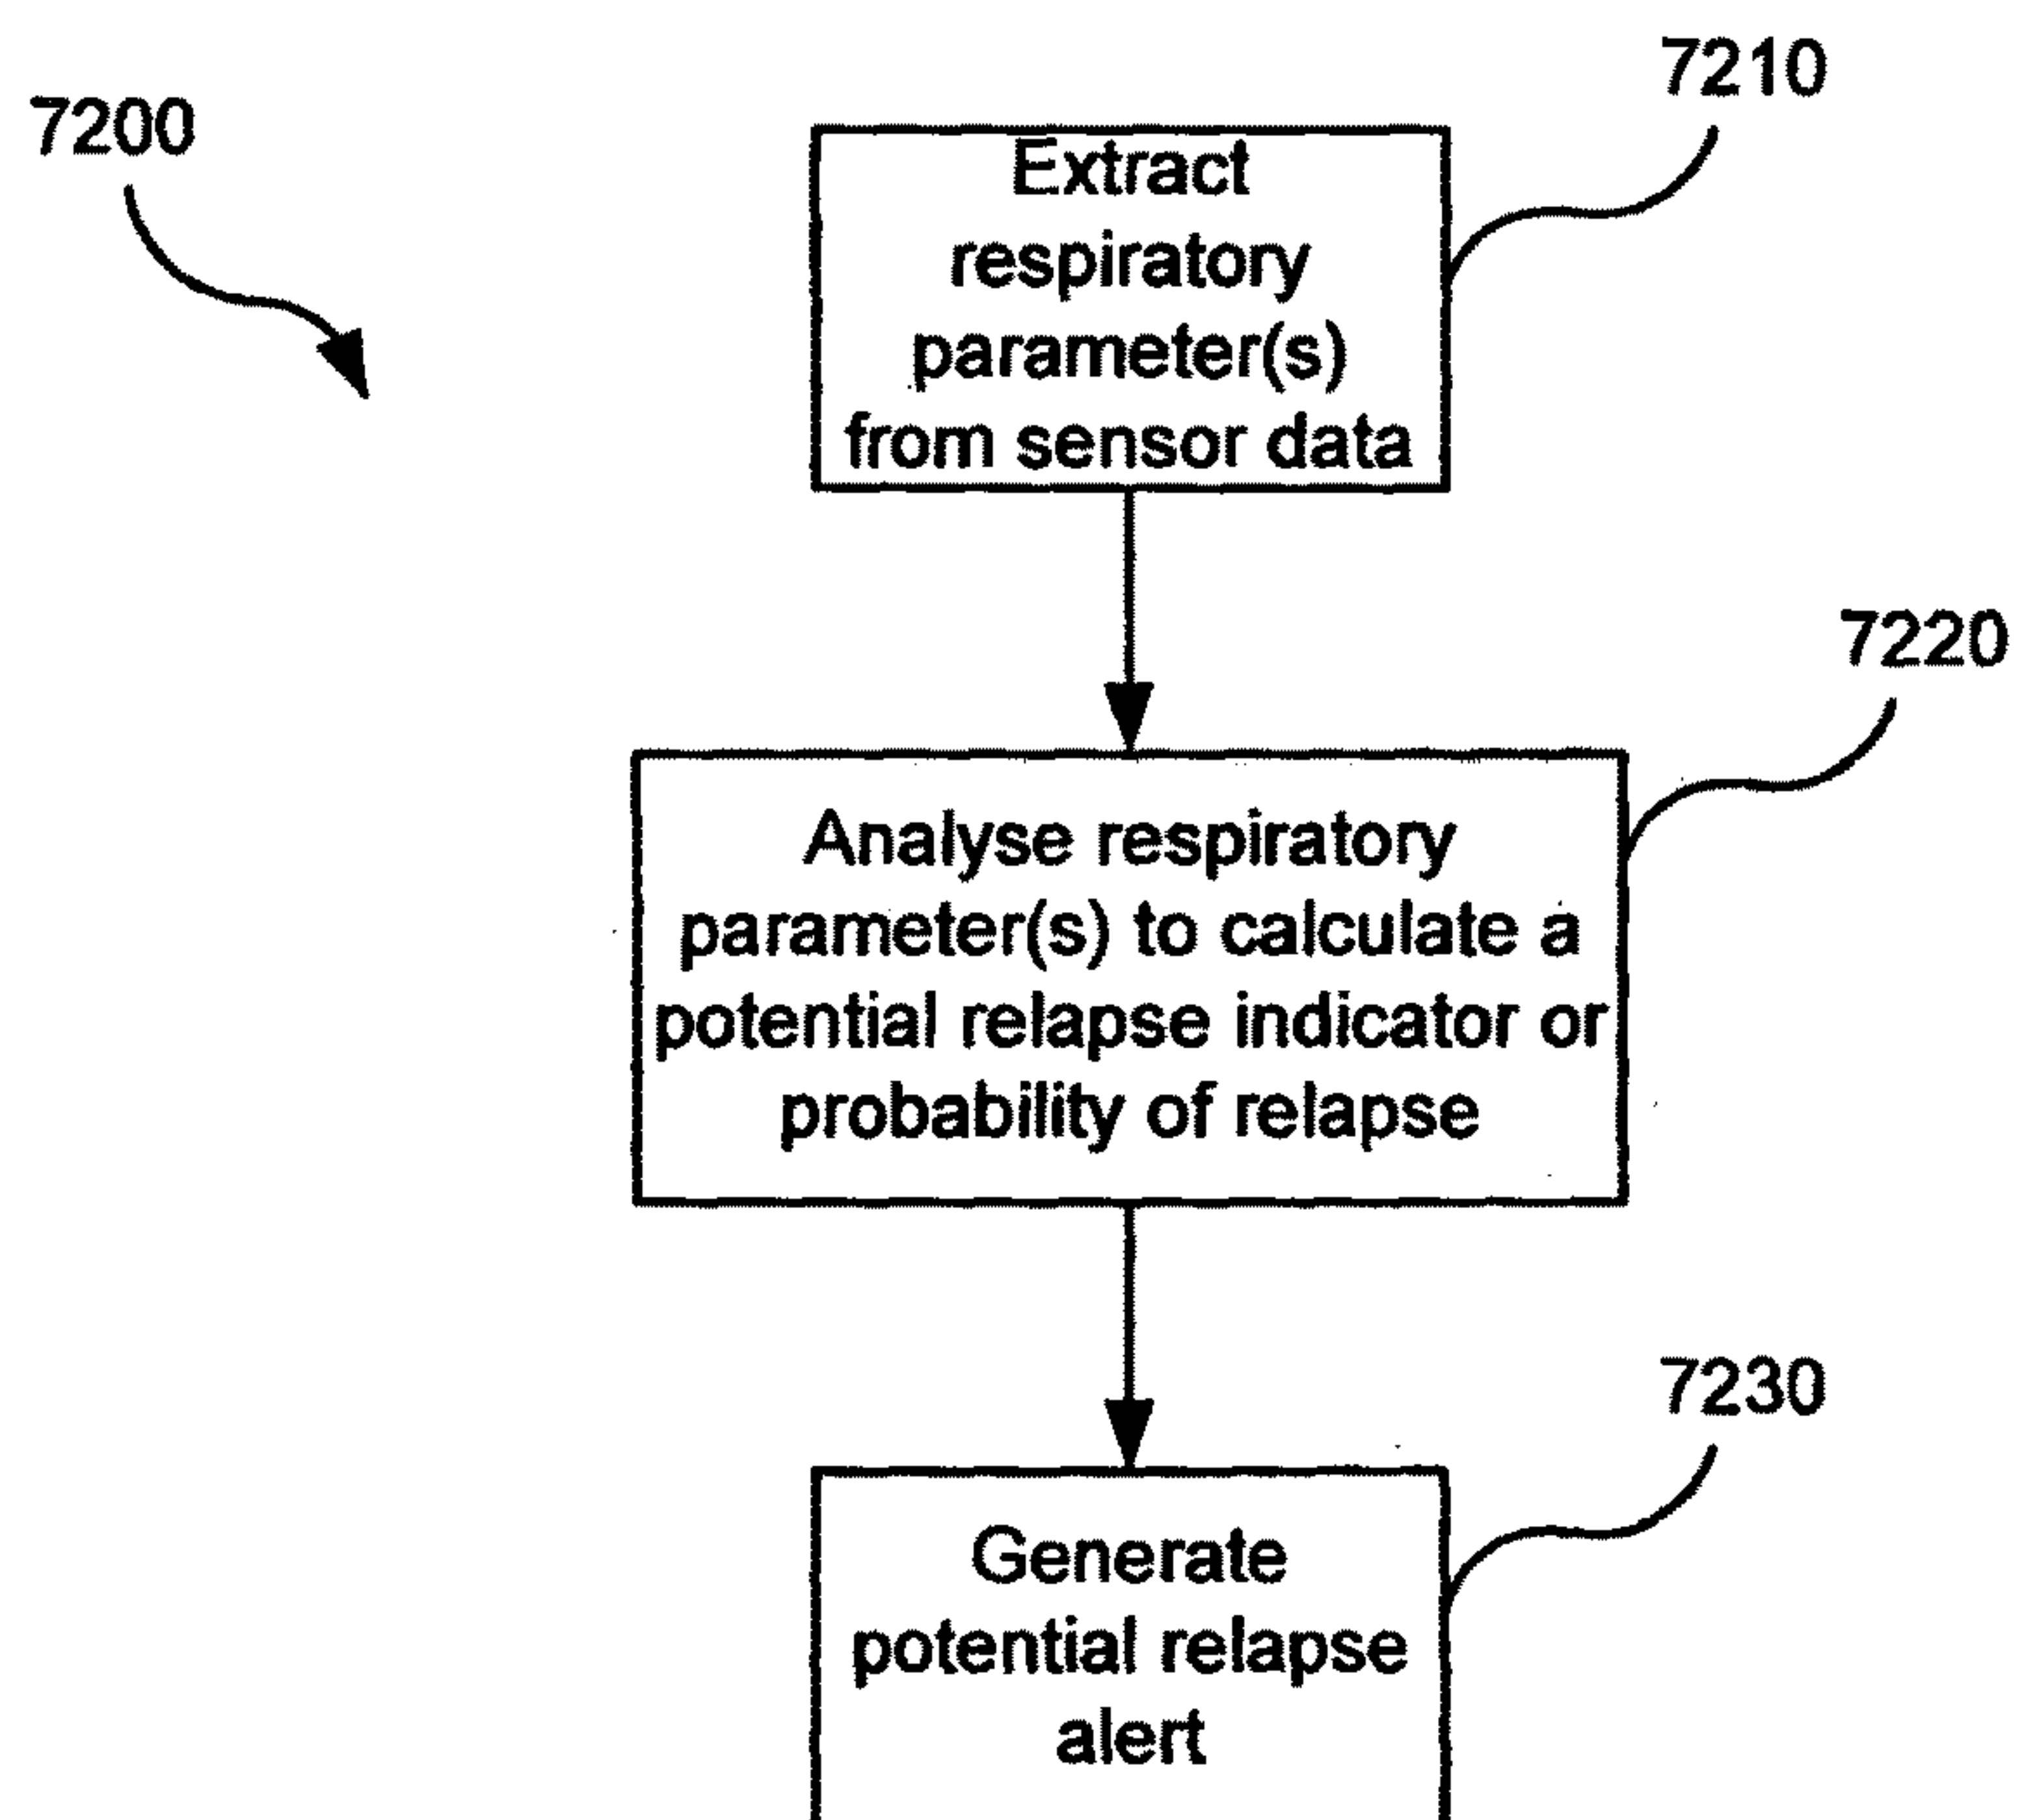 7200
7210
Extract
respiratory
parameter(s)
from sensor data
7220
Analyse respiratory
parameter(s) to calculate a
potential relapse indicator or
probability of relapse
7230
Generate
potential relapse
alert